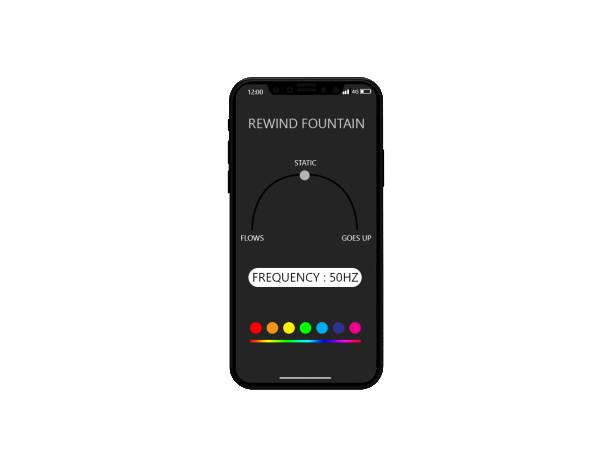 12:00 4G
REWIND FOUNTAIN
STATIC
FLOWS GOES UP
FREQUENCY : 50HZ